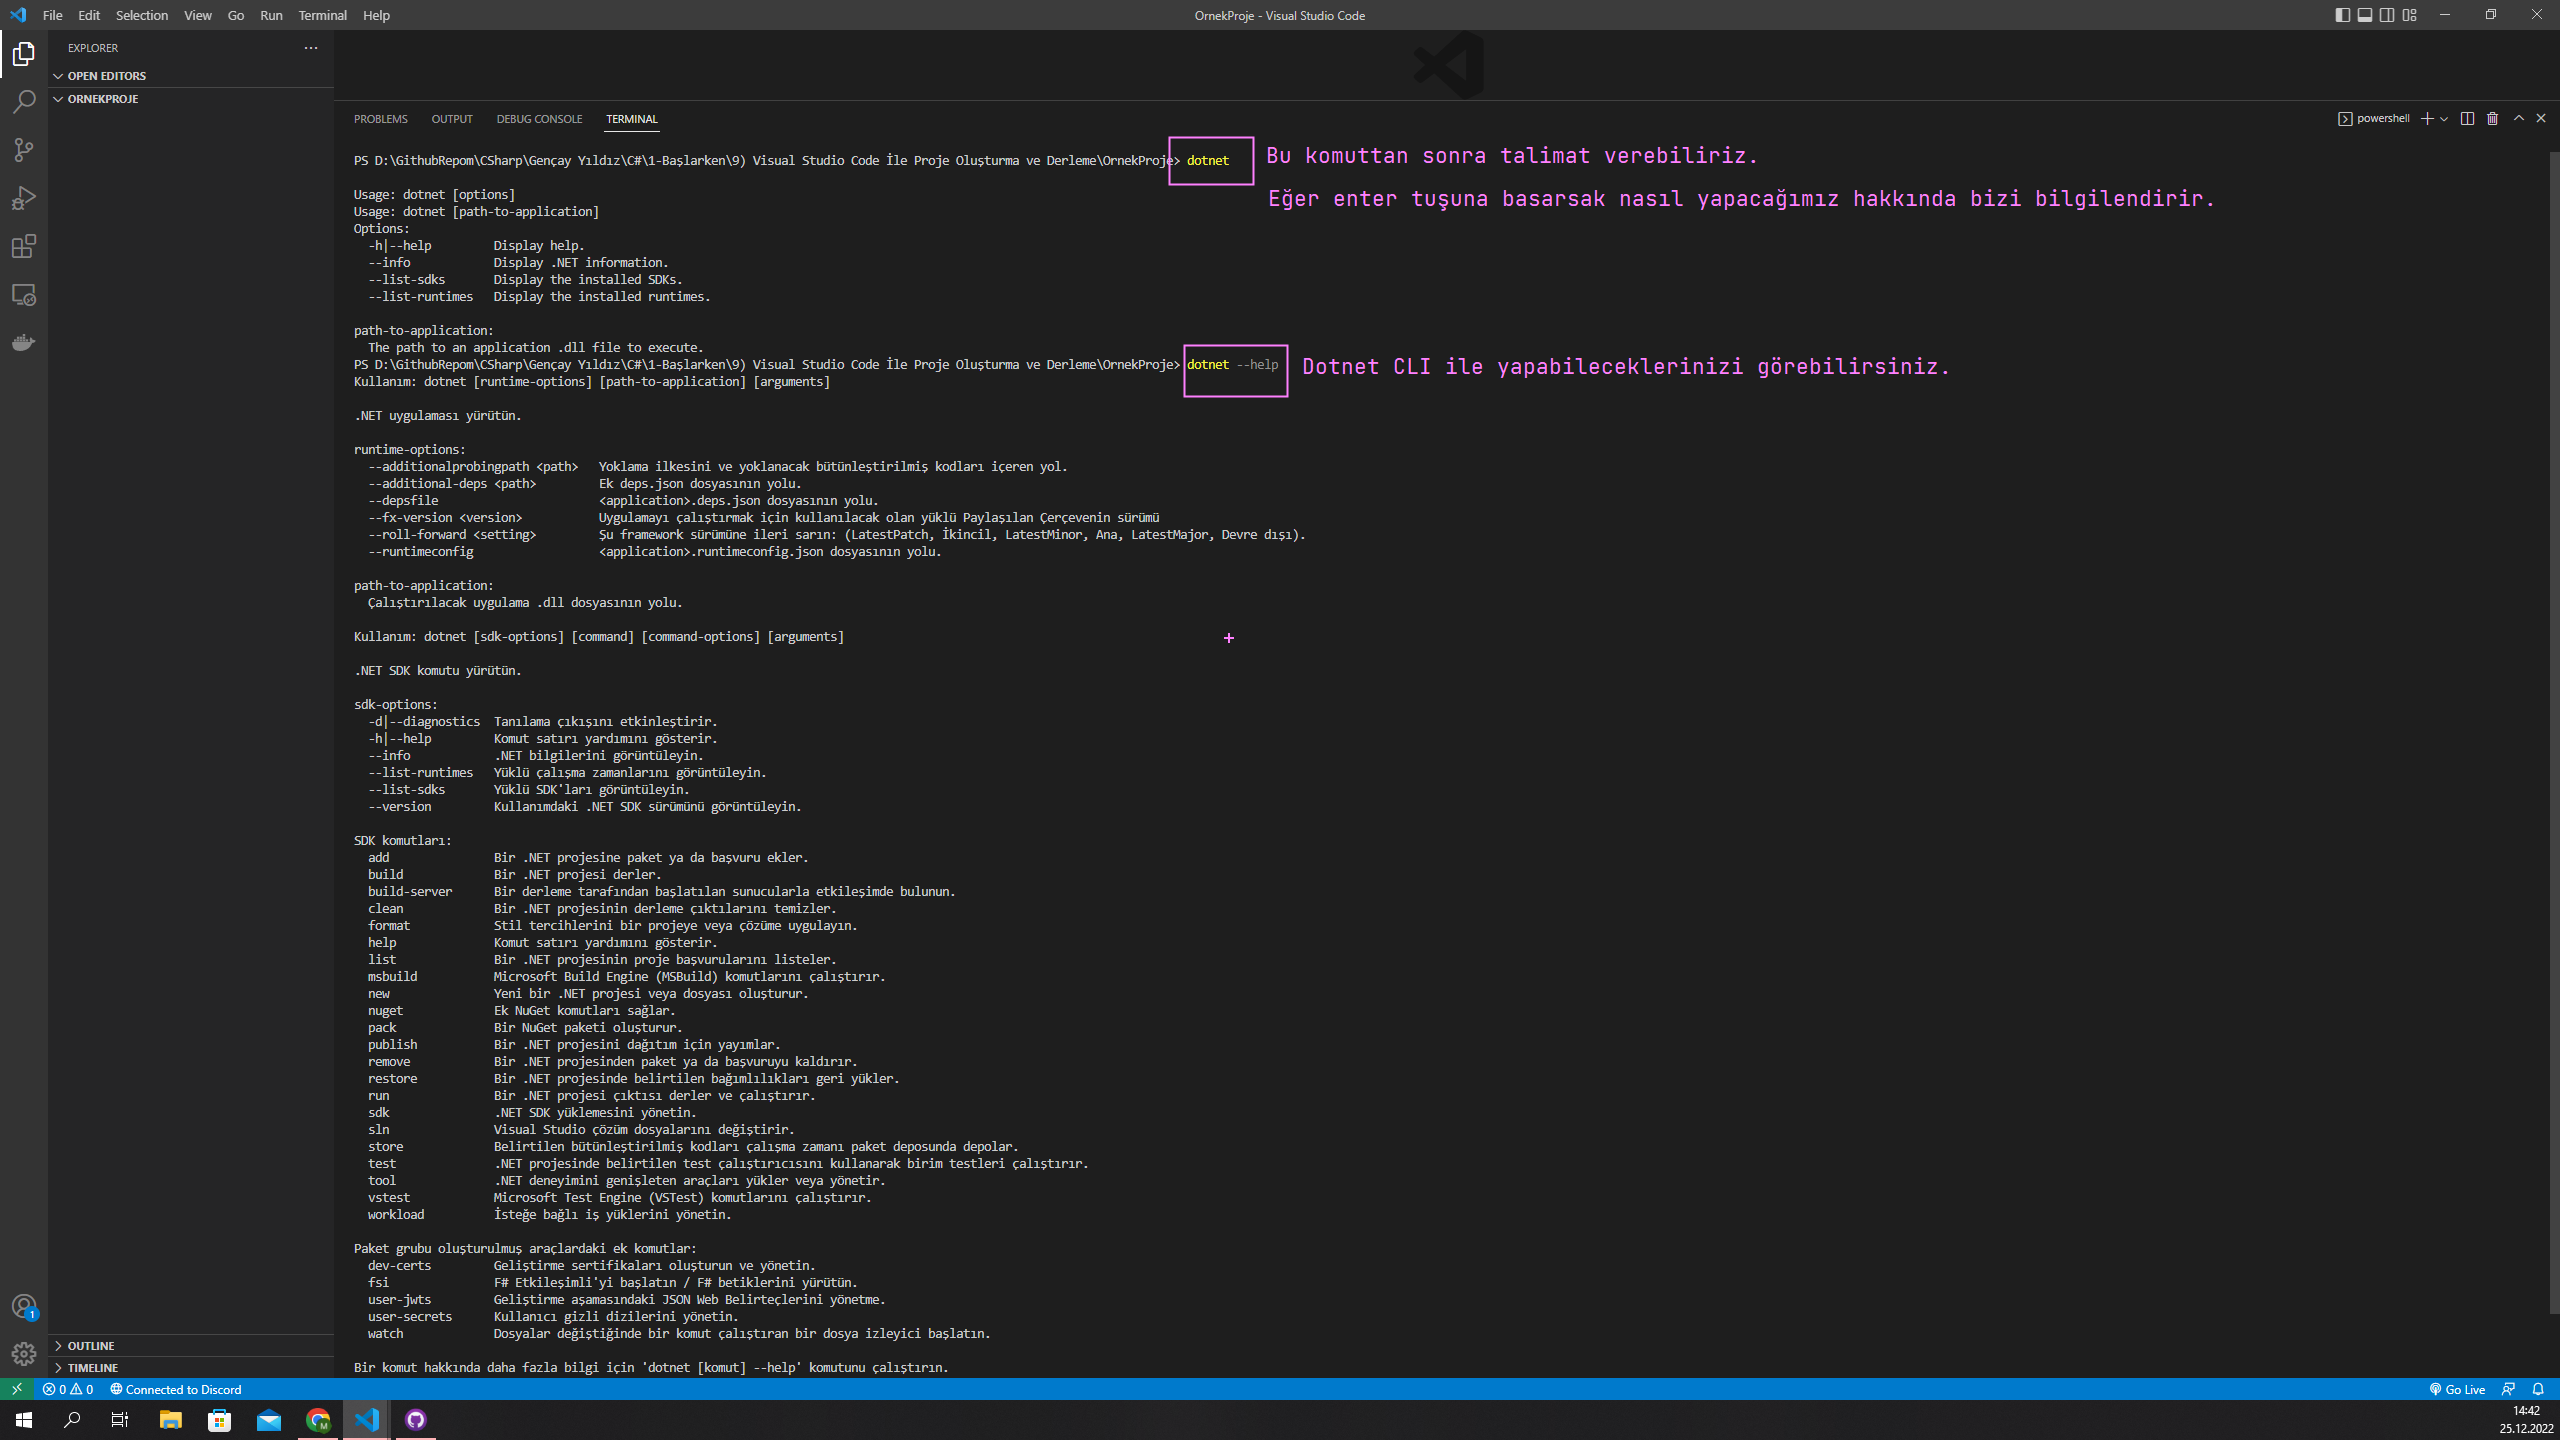 File Edit Selection View Go Run Terminal Help
OrnekProje - Visual Studio Code
EXPLORER
OPEN EDITORS
ORNEKPROJE
PROBLEMS OUTPUT DEBUG CONSOLE TERMINAL
powershell
PS D:\GithubRepom\CSharp\Gençay Yıldız\C#\1-Başlarken\9) Visual Studio Code İle Proje Oluşturma ve Derleme\OrnekProje> dotnet
Bu komuttan sonra talimat verebiliriz.
Eğer enter tuşuna basarsak nasıl yapacağımız hakkında bizi bilgilendirir.
Usage: dotnet [options]
Usage: dotnet [path-to-application]
Options:
-h|--help Display help.
--info Display .NET information.
--list-sdks Display the installed SDKs.
--list-runtimes Display the installed runtimes.
path-to-application:
The path to an application .dll file to execute.
PS D:\GithubRepom\CSharp\Gençay Yıldız\C#\1-Başlarken\9) Visual Studio Code İle Proje Oluşturma ve Derleme\OrnekProje> dotnet --help
Dotnet CLI ile yapabileceklerinizi görebilirsiniz.
Kullanım: dotnet [runtime-options] [path-to-application] [arguments]
.NET uygulaması yürütün.
runtime-options:
--additionalprobingpath <path> Yoklama ilkesini ve yoklanacak bütünleştirilmiş kodları içeren yol.
--additional-deps <path> Ek deps.json dosyasının yolu.
--depsfile <application>.deps.json dosyasının yolu.
--fx-version <version> Uygulamayı çalıştırmak için kullanılacak olan yüklü Paylaşılan Çerçevenin sürümü
--roll-forward <setting> Şu framework sürümüne ileri sarın: (LatestPatch, İkincil, LatestMinor, Ana, LatestMajor, Devre dışı).
--runtimeconfig <application>.runtimeconfig.json dosyasının yolu.
path-to-application:
Çalıştırılacak uygulama .dll dosyasının yolu.
Kullanım: dotnet [sdk-options] [command] [command-options] [arguments]
.NET SDK komutu yürütün.
sdk-options:
-d|--diagnostics Tanılama çıkışını etkinleştirir.
-h|--help Komut satırı yardımını gösterir.
--info .NET bilgilerini görüntüleyin.
--list-runtimes Yüklü çalışma zamanlarını görüntüleyin.
--list-sdks Yüklü SDK'ları görüntüleyin.
--version Kullanımdaki .NET SDK sürümünü görüntüleyin.
SDK komutları:
add Bir .NET projesine paket ya da başvuru ekler.
build Bir .NET projesi derler.
build-server Bir derleme tarafından başlatılan sunucularla etkileşimde bulunun.
clean Bir .NET projesinin derleme çıktılarını temizler.
format Stil tercihlerini bir projeye veya çözüme uygulayın.
help Komut satırı yardımını gösterir.
list Bir .NET projesinin proje başvurularını listeler.
msbuild Microsoft Build Engine (MSBuild) komutlarını çalıştırır.
new Yeni bir .NET projesi veya dosyası oluşturur.
nuget Ek NuGet komutları sağlar.
pack Bir NuGet paketi oluşturur.
publish Bir .NET projesini dağıtım için yayımlar.
remove Bir .NET projesinden paket ya da başvuruyu kaldırır.
restore Bir .NET projesinde belirtilen bağımlılıkları geri yükler.
run Bir .NET projesi çıktısı derler ve çalıştırır.
sdk .NET SDK yüklemesini yönetin.
sln Visual Studio çözüm dosyalarını değiştirir.
store Belirtilen bütünleştirilmiş kodları çalışma zamanı paket deposunda depolar.
test .NET projesinde belirtilen test çalıştırıcısını kullanarak birim testleri çalıştırır.
tool .NET deneyimini genişleten araçları yükler veya yönetir.
vstest Microsoft Test Engine (VSTest) komutlarını çalıştırır.
workload İsteğe bağlı iş yüklerini yönetin.
Paket grubu oluşturulmuş araçlardaki ek komutlar:
dev-certs Geliştirme sertifikaları oluşturun ve yönetin.
fsi F# Etkileşimli'yi başlatın / F# betiklerini yürütün.
user-jwts Geliştirme aşamasındaki JSON Web Belirteçlerini yönetme.
user-secrets Kullanıcı gizli dizilerini yönetin.
watch Dosyalar değiştiğinde bir komut çalıştıran bir dosya izleyici başlatın.
Bir komut hakkında daha fazla bilgi için 'dotnet [komut] --help' komutunu çalıştırın.
1
OUTLINE
TIMELINE
0 0 Connected to Discord
Go Live
M
14:42
25.12.2022